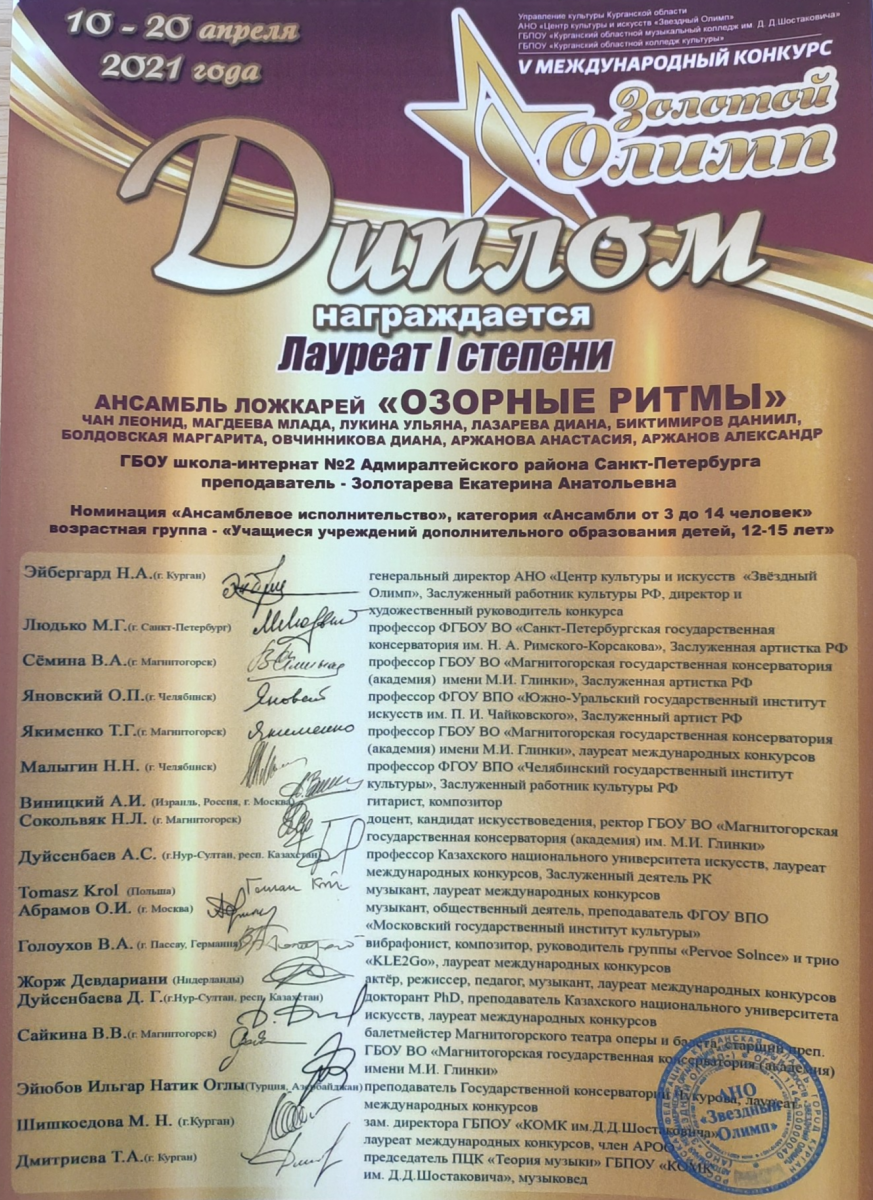 10 - 20 апреля
2021 года
Управление культуры Курганской области
АНО «Центр культуры и искусств «Звездный Олимп»
ГБПОУ «Курганский областной музыкальный колледж им. Д.Д.Шостаковича»
ГБПОУ «Курганский областной колледж культуры»
V МЕЖДУНАРОДНЫЙ КОНКУРС
Золотой
Олимп
Диплом
награждается
Лауреат I степени
АНСАМБЛЬ ЛОЖКАРЕЙ «ОЗОРНЫЕ РИТМЫ»
ЧАН ЛЕОНИД, МАГДЕЕВА МЛАДА, ЛУКИНА УЛЬЯНА, ЛАЗАРЕВА ДИАНА, БИКТИМИРОВ ДАНИИЛ,
БОЛДОВСКАЯ МАРГАРИТА, ОВЧИННИКОВА ДИАНА, АРЖАНОВА АНАСТАСИЯ, АРЖАНОВ АЛЕКСАНДР
ГБОУ школа-интернат №2 Адмиралтейского района Санкт-Петербурга
преподаватель - Золотарева Екатерина Анатольевна
Номинация «Ансамблевое исполнительство», категория «Ансамбли от 3 до 14 человек»
возрастная группа - «Учащиеся учреждений дополнительного образования детей, 12-15 лет»
Эйбергард Н.А.(г. Курган) генеральный директор АНО «Центр культуры и искусств «Звёздный
Олимп», Заслуженный работник культуры РФ, директор и
художественный руководитель конкурса
Людько М.Г.(г. Санкт-Петербург) профессор ФГБОУ ВО «Санкт-Петербургская государственная
консерватория им. Н. А. Римского-Корсакова», Заслуженная артистка РФ
Сёмина В.А.(г. Магнитогорск) профессор ГБОУ ВО «Магнитогорская государственная консерватория
(академия) имени М.И. Глинки», Заслуженная артистка РФ
Яновский О.П.(г. Челябинск) профессор ФГОУ ВПО «Южно-Уральский государственный институт
искусств им. П. И. Чайковского», Заслуженный артист РФ
Якименко Т.Г.(г. Магнитогорск) профессор ГБОУ ВО «Магнитогорская государственная консерватория
(академия) имени М.И. Глинки», лауреат международных конкурсов
Малыгин Н.Н. (г. Челябинск) профессор ФГОУ ВПО «Челябинский государственный институт
культуры», Заслуженный работник культуры РФ
Виницкий А.И. (Израиль, Россия, г. Москва) гитарист, композитор
Сокольвяк Н.Л. (г. Магнитогорск) доцент, кандидат искусствоведения, ректор ГБОУ ВО «Магнитогорская
государственная консерватория (академия) им. М.И. Глинки»
Дуйсенбаев А.С. (г.Нур-Султан, респ. Казахстан) профессор Казахского национального университета искусств, лауреат
международных конкурсов, Заслуженный деятель РК
Tomasz Krol (Польша) музыкант, лауреат международных конкурсов
Абрамов О.И. (г. Москва) музыкант, общественный деятель, преподаватель ФГОУ ВПО
«Московский государственный институт культуры»
Голоухов В.А. (г. Пассау, Германия) вибрафонист, композитор, руководитель группы «Pervoe Solnce» и трио
«KLE2Go», лауреат международных конкурсов
Жорж Девдариани (Нидерланды) актёр, режиссер, педагог, музыкант, лауреат международных конкурсов
Дуйсенбаева Д. Г.(г.Нур-Султан, респ. Казахстан) докторант PhD, преподаватель Казахского национального университета
искусств, лауреат международных конкурсов
Сайкина В.В.(г. Магнитогорск) балетмейстер Магнитогорского театра оперы и балета, старший преп.
ГБОУ ВО «Магнитогорская государственная консерватория (академия)
имени М.И. Глинки»
Эйюбов Ильгар Натик Оглы(Турция, Азербайджан) преподаватель Государственной консерватории Чукурова, лауреат
международных конкурсов
Шишкоедова М. Н. (г.Курган) зам. директора ГБПОУ «КОМК им.Д.Д.Шостаковича»
лауреат международных конкурсов, член АРОО
Дмитриева Т.А.(г. Курган) председатель ПЦК «Теория музыки» ГБПОУ «КОМК
им. Д.Д.Шостаковича», музыковед
АНО
«Звездный
Олимп»